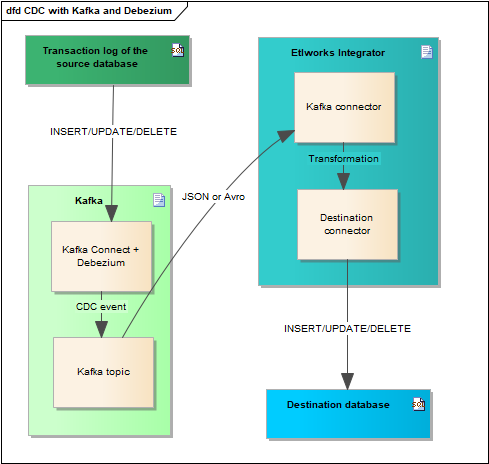 dfd CDC with Kafka and Debezium
Transaction log of the
source database
INSERT/UPDATE/DELETE
Kafka
Kafka Connect +
Debezium
CDC event
Kafka topic
JSON or Avro
Etlworks Integrator
Kafka connector
Transformation
Destination
connector
INSERT/UPDATE/DELETE
Destination database